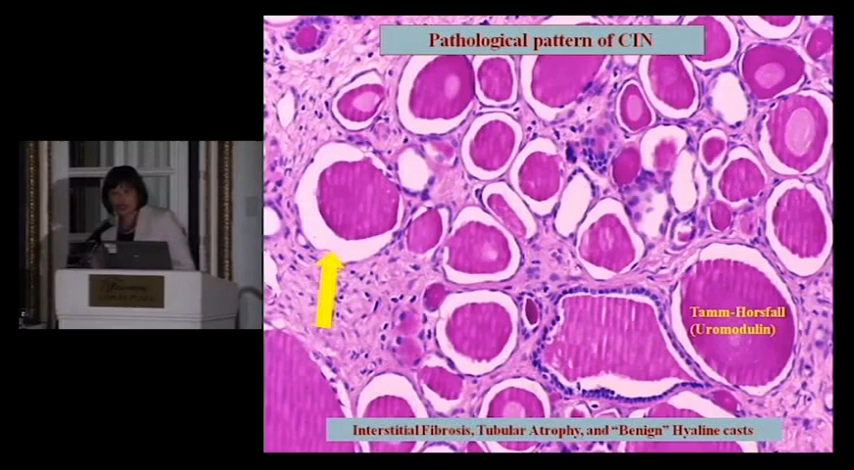 Pathological pattern of CIN
Tamm-Horsfall
(Uromodulin)
Interstitial Fibrosis, Tubular Atrophy, and “Benign” Hyaline casts